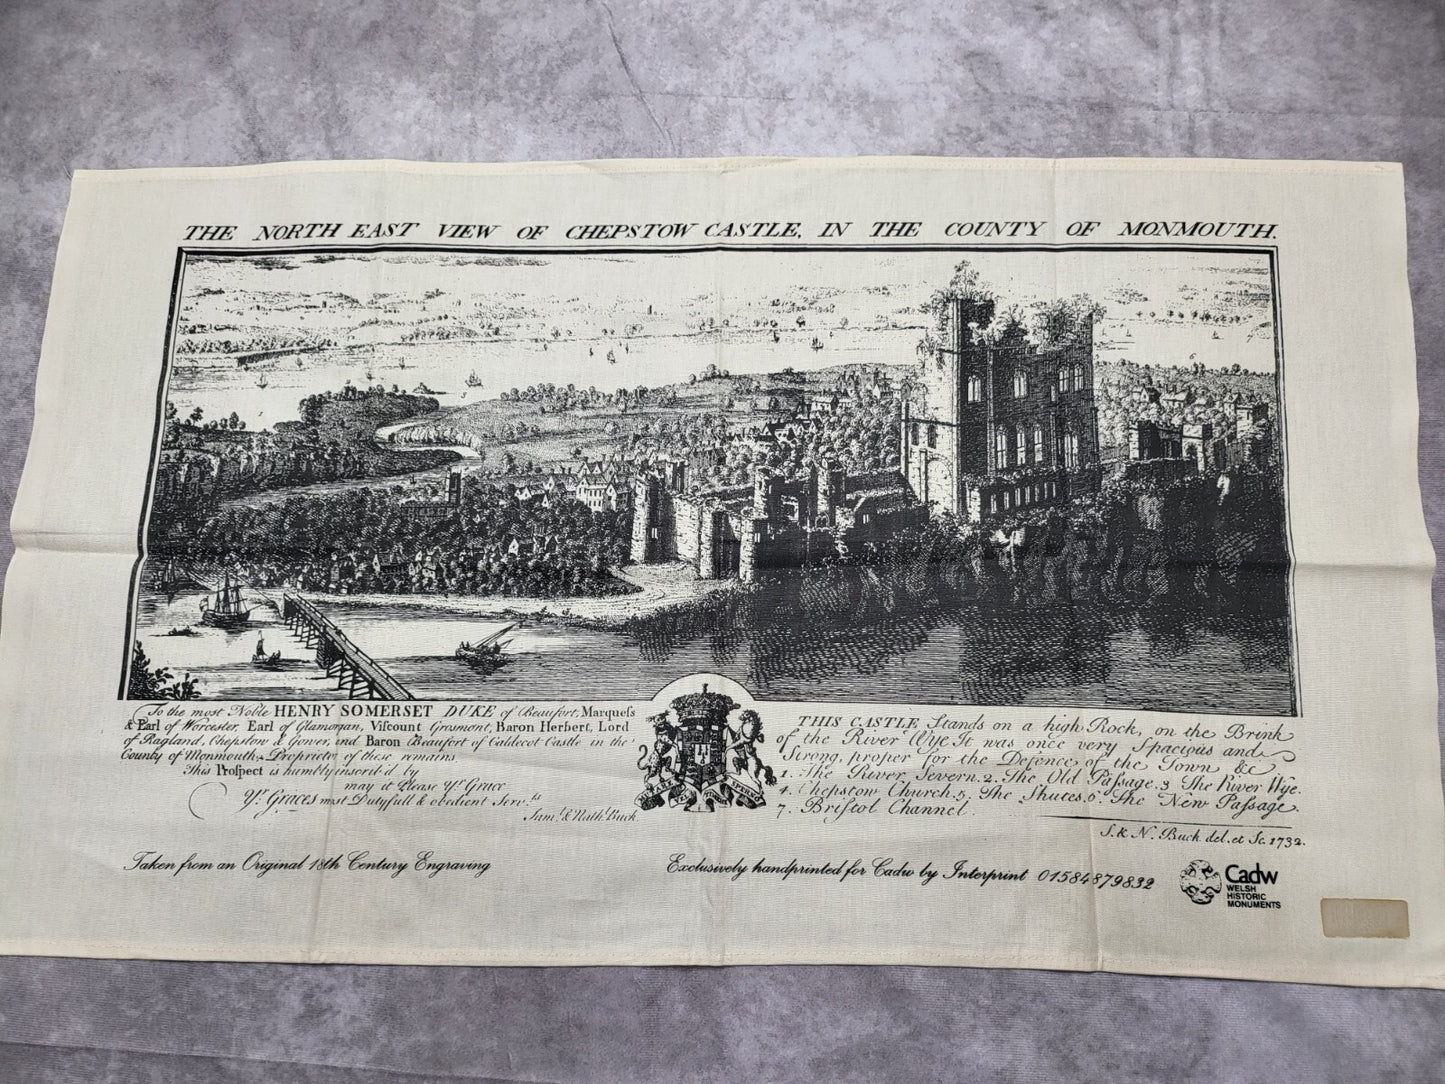 THE NORTH EAST VIEW OF CHEPSTOW CASTLE, IN THE COUNTY OF MONMOUTH.
To the most Noble HENRY SOMERSET DUKE of Beaufort, Marquess
& Earl of Worcester, Earl of Glamorgan, Viscount Grosmont, Baron Herbert, Lord
of Ragland, Chepstow & Gower, and Baron Beaufort of Caldecot Castle in the
County of Monmouth, Proprietor of these remains,
This Prospect is humbly inscrib'd by
may it Please Yr. Grace
Yr. Graces most Dutyfull & obedient Servts
Saml. & Nathl. Buck
THIS CASTLE Stands on a high Rock, on the Brink
of the River Wye It was once very Spacious and
Strong, proper for the Defence of the Town &c
1. The River Severn. 2. The Old Passage. 3 The River Wye.
4. Chepstow Church. 5. The Shutes. 6. The New Passage.
7. Bristol Channel.
S. & N. Buck del. et Sc. 1732.
Taken from an Original 18th Century Engraving
Exclusively handprinted for Cadw by Interprint 01584879832
Cadw
WELSH
HISTORIC
MONUMENTS